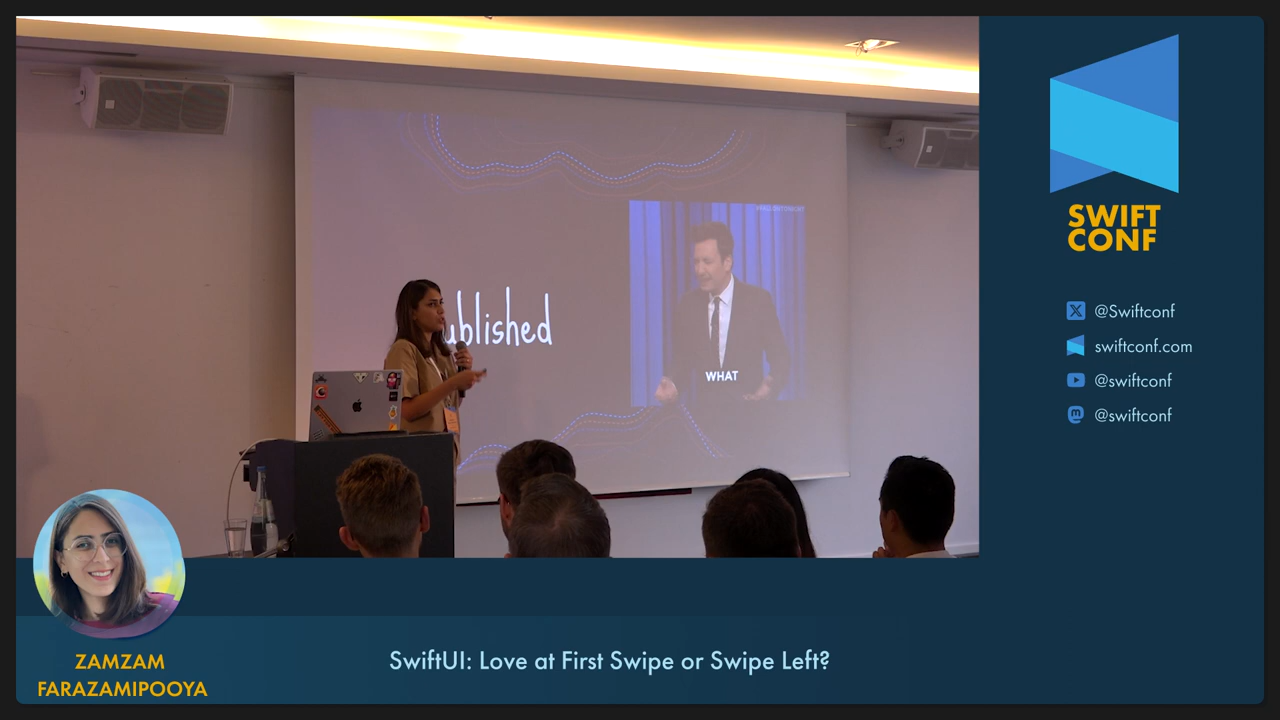 SWIFT
CONF
@Swiftconf
swiftconf.com
@swiftconf
@swiftconf
ublished
WHAT
ZAMZAM
FARAZAMIPOOYA
SwiftUI: Love at First Swipe or Swipe Left?